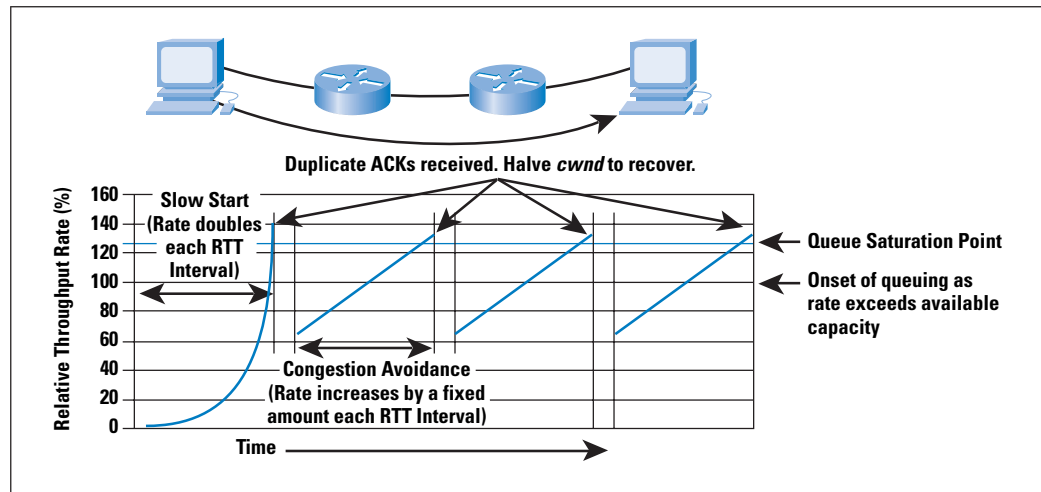 Duplicate ACKs received. Halve cwnd to recover.
Relative Throughput Rate (%)
160
140
120
100
80
60
40
20
0
Slow Start
(Rate doubles
each RTT
Interval)
Queue Saturation Point
Onset of queuing as
rate exceeds available
capacity
Congestion Avoidance
(Rate increases by a fixed
amount each RTT Interval)
Time